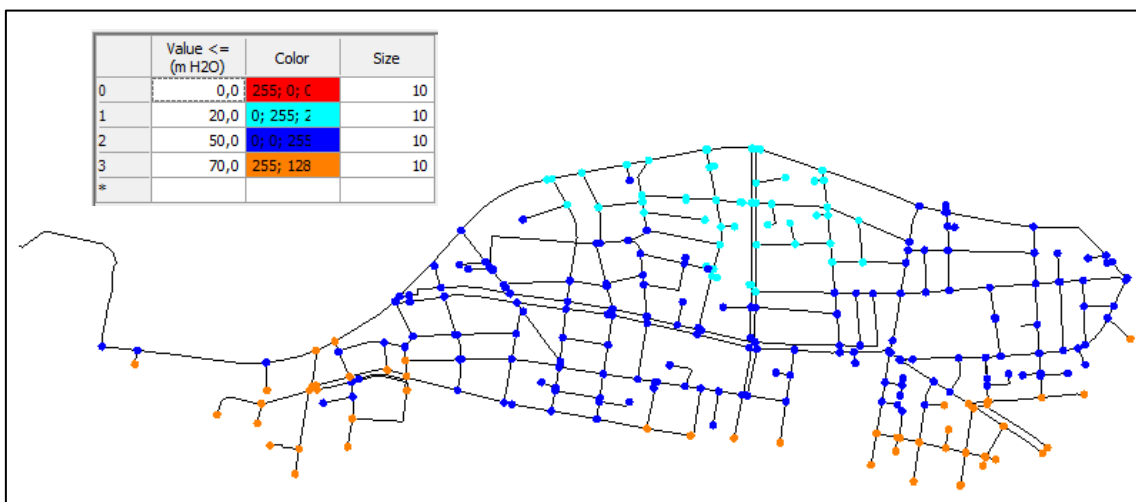 Value <=
(m H2O) Color Size
0 0,0 255; 0; 0 10
1 20,0 0; 255; 2 10
2 50,0 0; 0; 255 10
3 70,0 255; 128 10
*